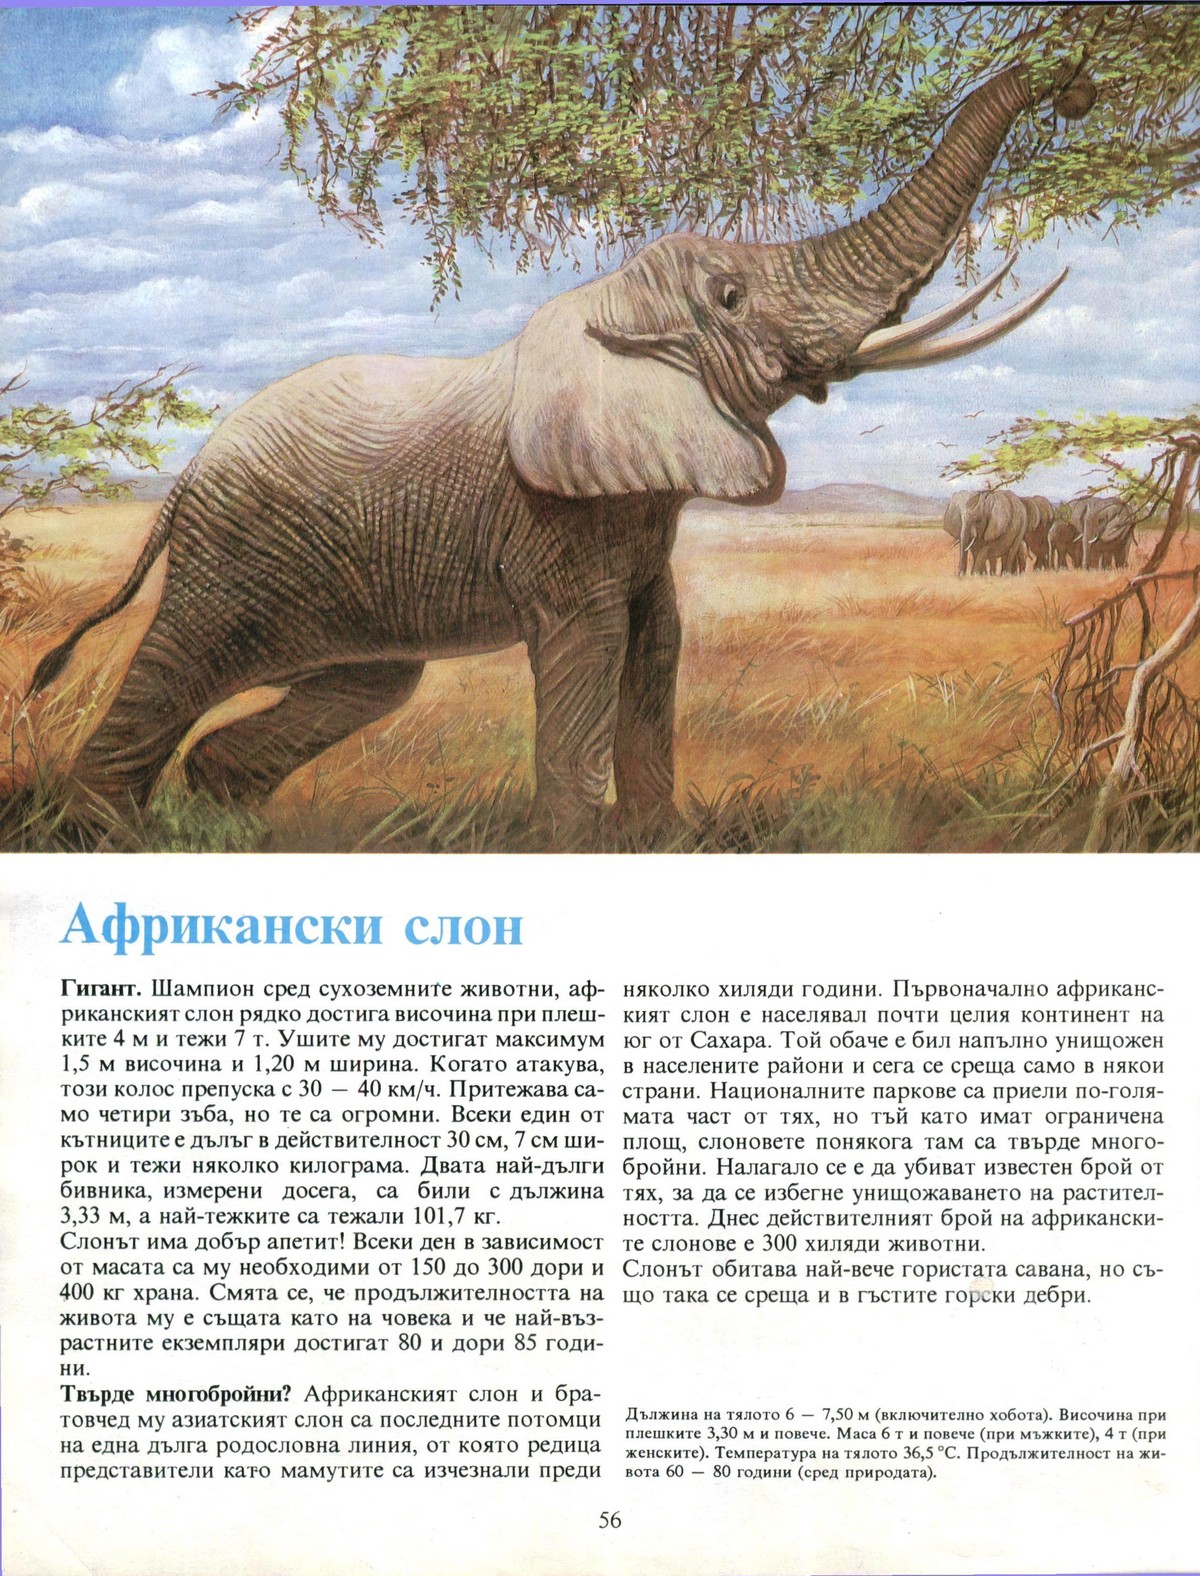 Африкански слон
Гигант. Шампион сред сухоземните животни, аф-
риканският слон рядко достига височина при плеш-
ките 4 м и тежи 7 т. Ушите му достигат максимум
1,5 м височина и 1,20 м ширина. Когато атакува,
този колос препуска с 30 — 40 км/ч. Притежава са-
мо четири зъба, но те са огромни. Всеки един от
кътниците е дълъг в действителност 30 см, 7 см ши-
рок и тежи няколко килограма. Двата най-дълги
бивника, измерени досега, са били с дължина
3,33 м, а най-тежките са тежали 101,7 кг.
Слонът има добър апетит! Всеки ден в зависимост
от масата са му необходими от 150 до 300 дори и
400 кг храна. Смята се, че продължителността на
живота му е същата като на човека и че най-въз-
растните екземпляри достигат 80 и дори 85 годи-
ни.
Твърде многобройни? Африканският слон и бра-
товчед му азиатският слон са последните потомци
на една дълга родословна линия, от която редица
представители като мамутите са изчезнали преди
няколко хиляди години. Първоначално африканс-
кият слон е населявал почти целия континент на
юг от Сахара. Той обаче е бил напълно унищожен
в населените райони и сега се среща само в някои
страни. Националните паркове са приели по-голя-
мата част от тях, но тъй като имат ограничена
площ, слоновете понякога там са твърде много-
бройни. Налагало се е да убиват известен брой от
тях, за да се избегне унищожаването на растител-
ността. Днес действителният брой на африкански-
те слонове е 300 хиляди животни.
Слонът обитава най-вече гористата савана, но съ-
що така се среща и в гъстите горски дебри.
Дължина на тялото 6 — 7,50 м (включително хобота). Височина при
плешките 3,30 м и повече. Маса 6 т и повече (при мъжките), 4 т (при
женските). Температура на тялото 36,5 °С. Продължителност на жи-
вота 60 — 80 години (сред природата).
56